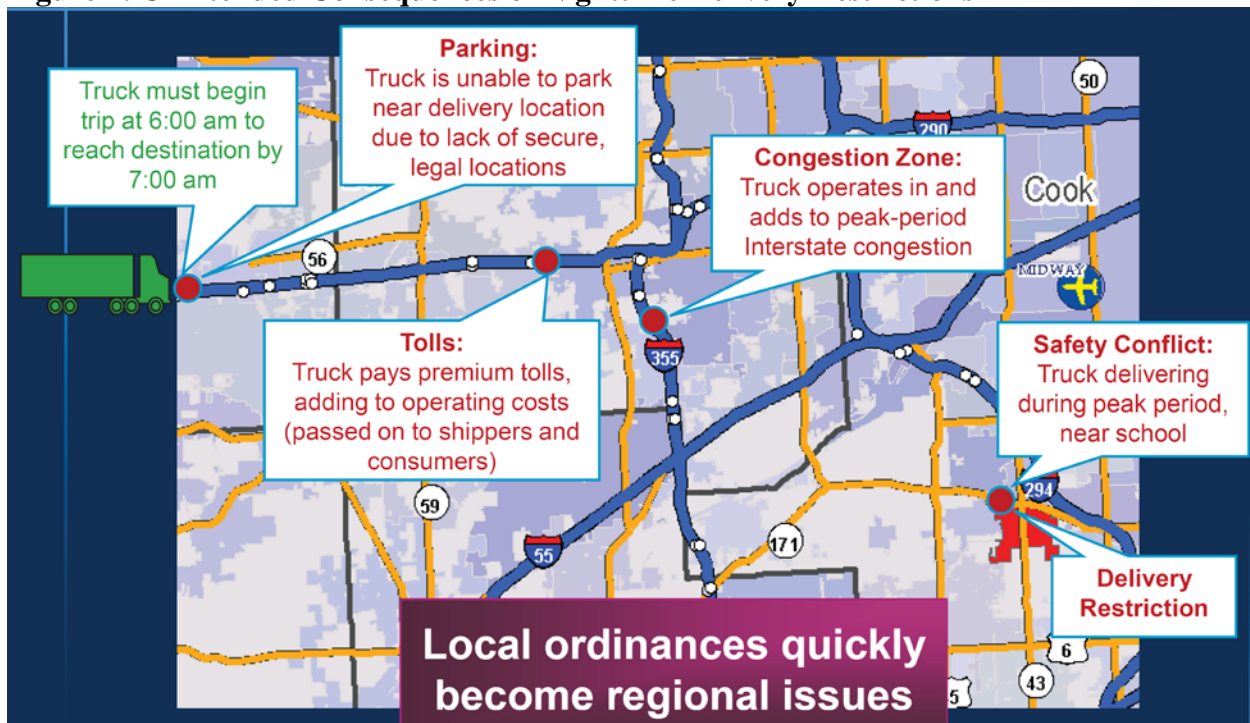 Truck must begin
trip at 6:00 am to
reach destination by
7:00 am
Parking:
Truck is unable to park
near delivery location
due to lack of secure,
legal locations
Congestion Zone:
Truck operates in and
adds to peak-period
Interstate congestion
50
290
Cook
MIDWAY
56
Tolls:
Truck pays premium tolls,
adding to operating costs
(passed on to shippers and
consumers)
355
Safety Conflict:
Truck delivering
during peak period,
near school
294
59
55
171
Delivery
Restriction
Local ordinances quickly
become regional issues
6
43
5